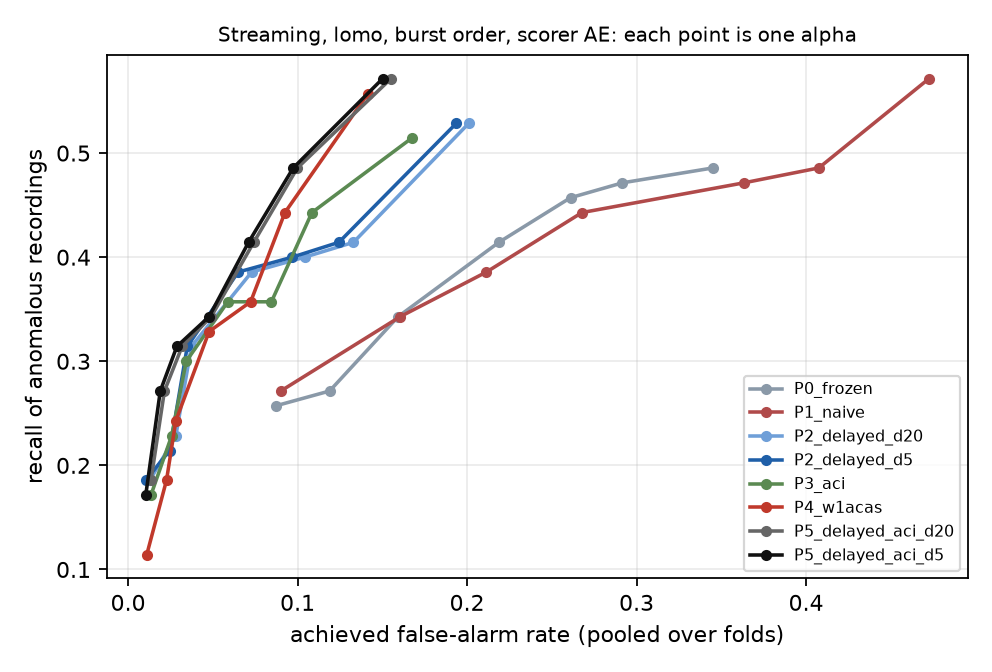 Streaming, lomo, burst order, scorer AE: each point is one alpha
recall of anomalous recordings
0.5
0.4
0.3
0.2
0.1
0.0
0.1
0.2
0.3
0.4
achieved false-alarm rate (pooled over folds)
P0_frozen
P1_naive
P2_delayed_d20
P2_delayed_d5
P3_aci
P4_w1acas
P5_delayed_aci_d20
P5_delayed_aci_d5